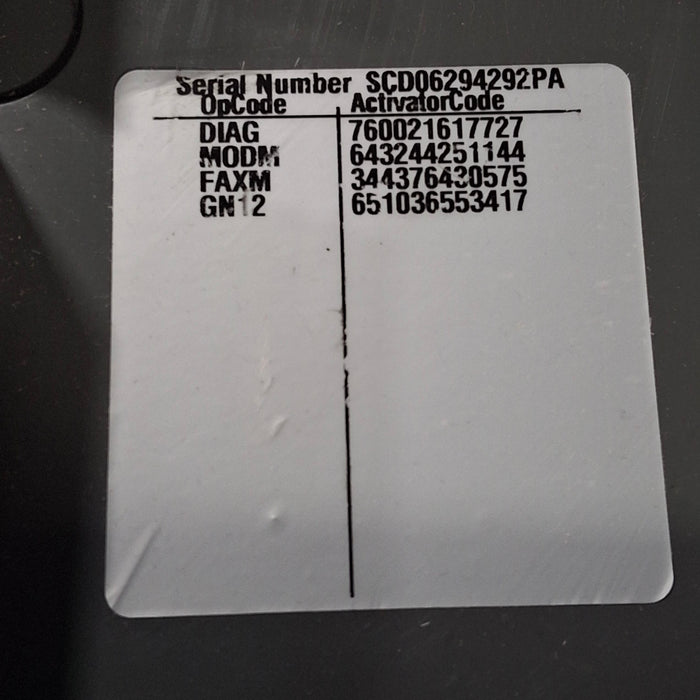 Serial Number SCD06294292PA
OpCode ActivatorCode
DIAG 760021617727
MODM 643244251144
FAXM 344376430575
GN12 651036553417